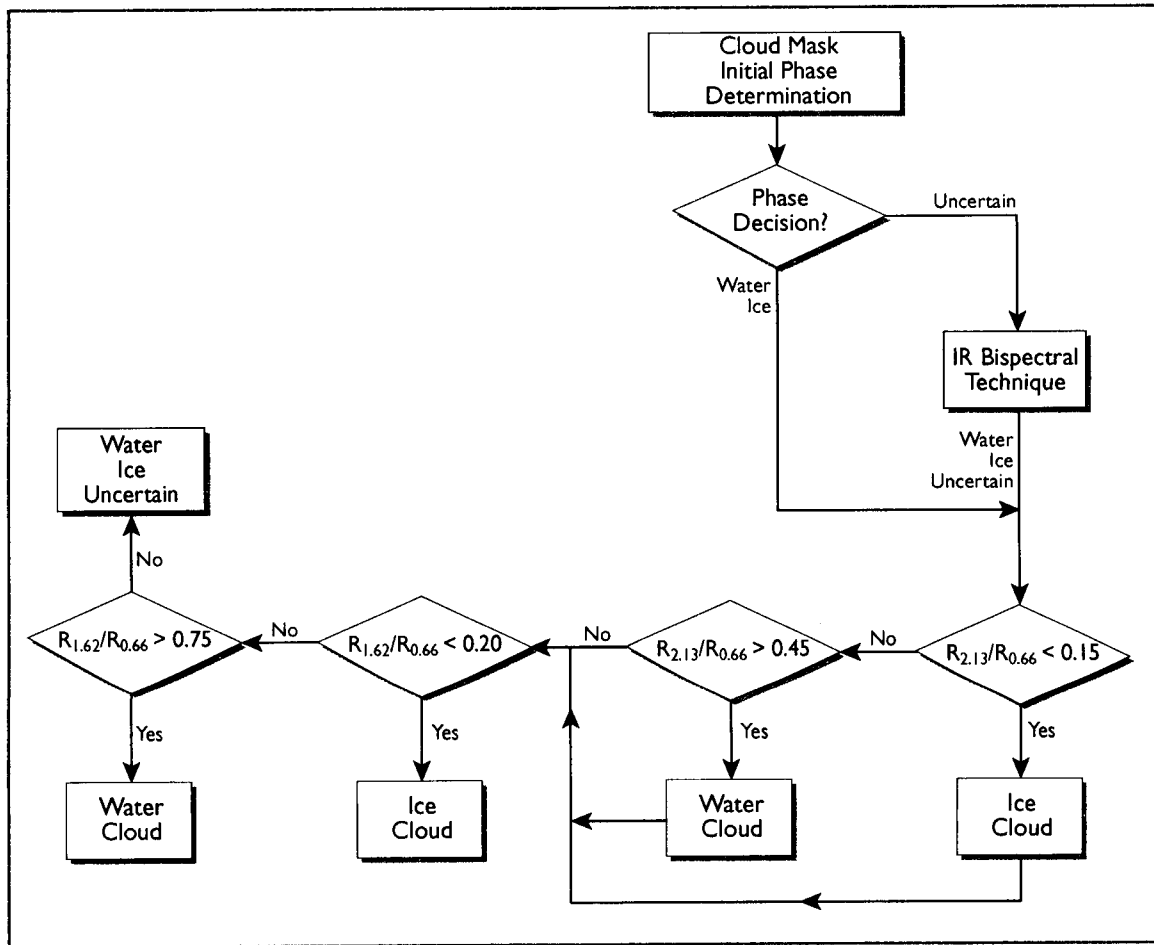 Cloud Mask
Initial Phase
Determination
Phase
Decision?
Uncertain
Water
Ice
IR Bispectral
Technique
Water
Ice
Uncertain
Water
Ice
Uncertain
No
R1.62/R0.66 > 0.75
No
R1.62/R0.66 < 0.20
No
R2.13/R0.66 > 0.45
No
R2.13/R0.66 < 0.15
Yes
Yes
Yes
Yes
Water
Cloud
Ice
Cloud
Water
Cloud
Ice
Cloud